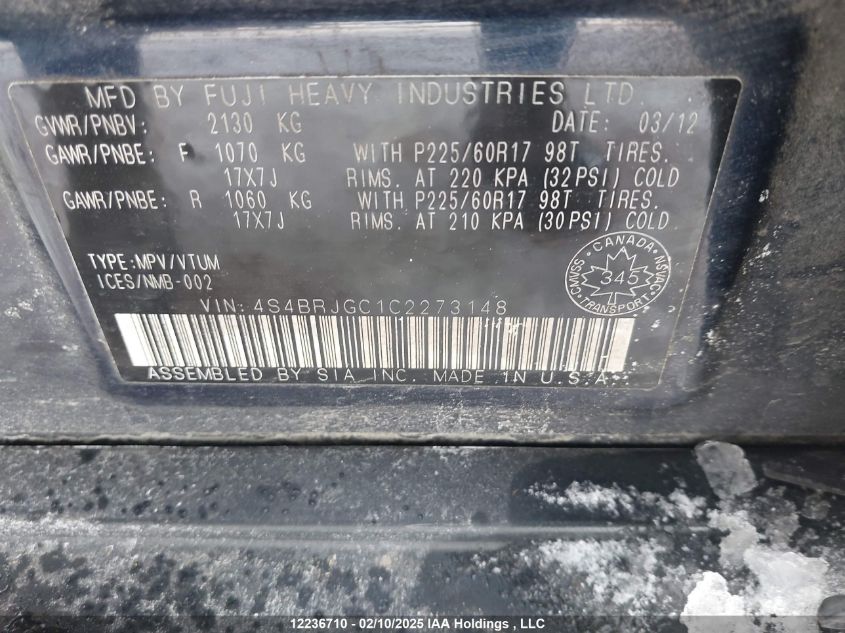 MFD BY FUJI HEAVY INDUSTRIES LTD.
GVWR/PNBV: 2130 KG DATE: 03/12
GAWR/PNBE: F 1070 KG WITH P225/60R17 98T TIRES.
17X7J RIMS. AT 220 KPA (32PSI) COLD
GAWR/PNBE: R 1060 KG WITH P225/60R17 98T TIRES.
17X7J RIMS. AT 210 KPA (30PSI) COLD.
TYPE:MPV/VTUM
ICES/NMB-002
CANADA
CMVSS 345
TRANSPORT
VIN: 4S4BRJGC1C2273148
ASSEMBLED BY SIA INC. MADE IN U.S.A.
12236710 - 02/10/2025 IAA Holdings , LLC